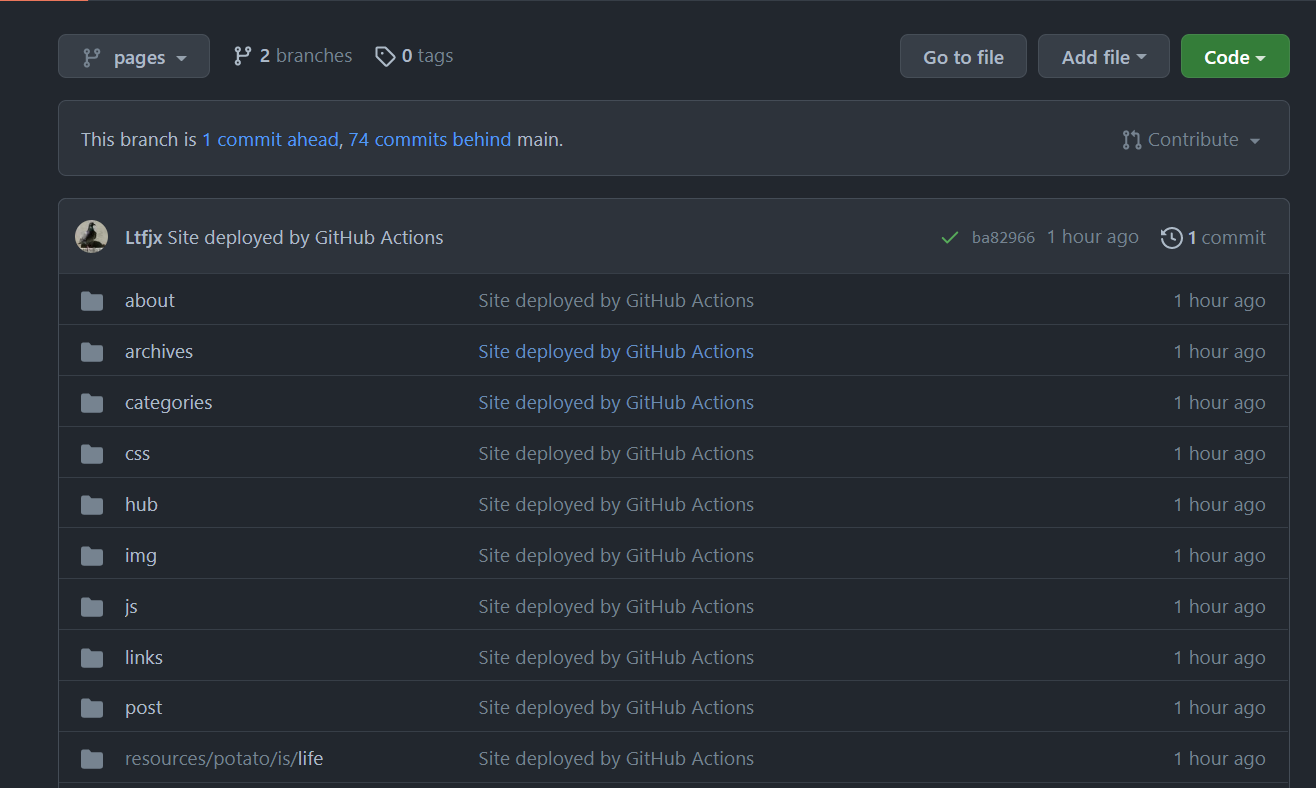 pages 2 branches 0 tags Go to file Add file Code
This branch is 1 commit ahead, 74 commits behind main. Contribute
Ltfjx Site deployed by GitHub Actions ba82966 1 hour ago 1 commit
about Site deployed by GitHub Actions 1 hour ago
archives Site deployed by GitHub Actions 1 hour ago
categories Site deployed by GitHub Actions 1 hour ago
css Site deployed by GitHub Actions 1 hour ago
hub Site deployed by GitHub Actions 1 hour ago
img Site deployed by GitHub Actions 1 hour ago
js Site deployed by GitHub Actions 1 hour ago
links Site deployed by GitHub Actions 1 hour ago
post Site deployed by GitHub Actions 1 hour ago
resources/potato/is/life Site deployed by GitHub Actions 1 hour ago